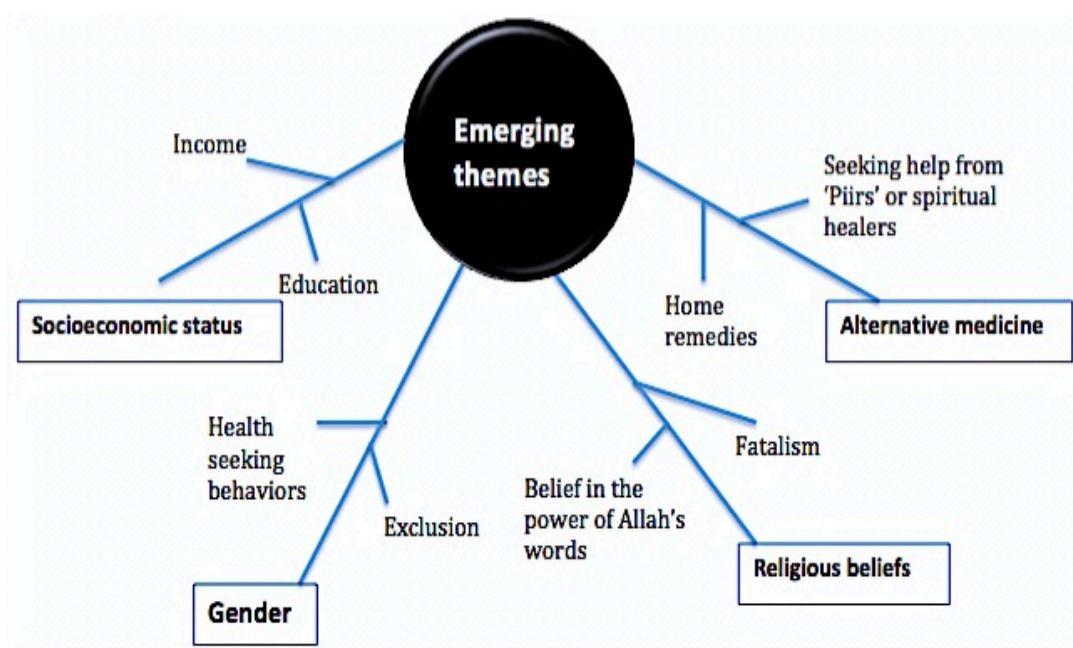 Emerging
themes
Income
Education
Socioeconomic status
Seeking help from
‘Piirs’ or spiritual
healers
Home
remedies
Alternative medicine
Health
seeking
behaviors
Exclusion
Gender
Fatalism
Belief in the
power of Allah’s
words
Religious beliefs